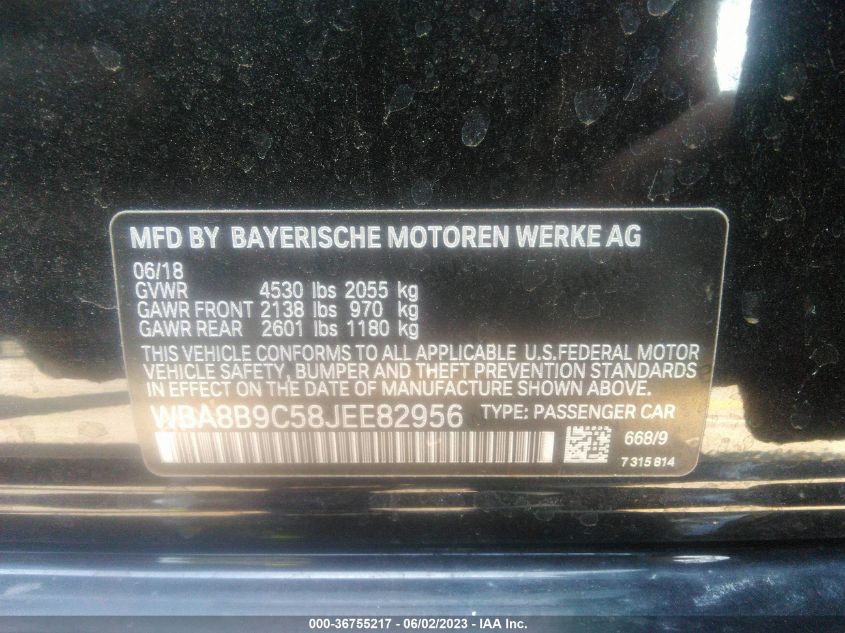 MFD BY BAYERISCHE MOTOREN WERKE AG
06/18
GVWR 4530 lbs 2055 kg
GAWR FRONT 2138 lbs 970 kg
GAWR REAR 2601 lbs 1180 kg
THIS VEHICLE CONFORMS TO ALL APPLICABLE U.S.FEDERAL MOTOR
VEHICLE SAFETY, BUMPER AND THEFT PREVENTION STANDARDS
IN EFFECT ON THE DATE OF MANUFACTURE SHOWN ABOVE.
WBA8B9C58JEE82956 TYPE: PASSENGER CAR
668/9
7 315 814
000-36755217 - 06/02/2023 - IAA Inc.